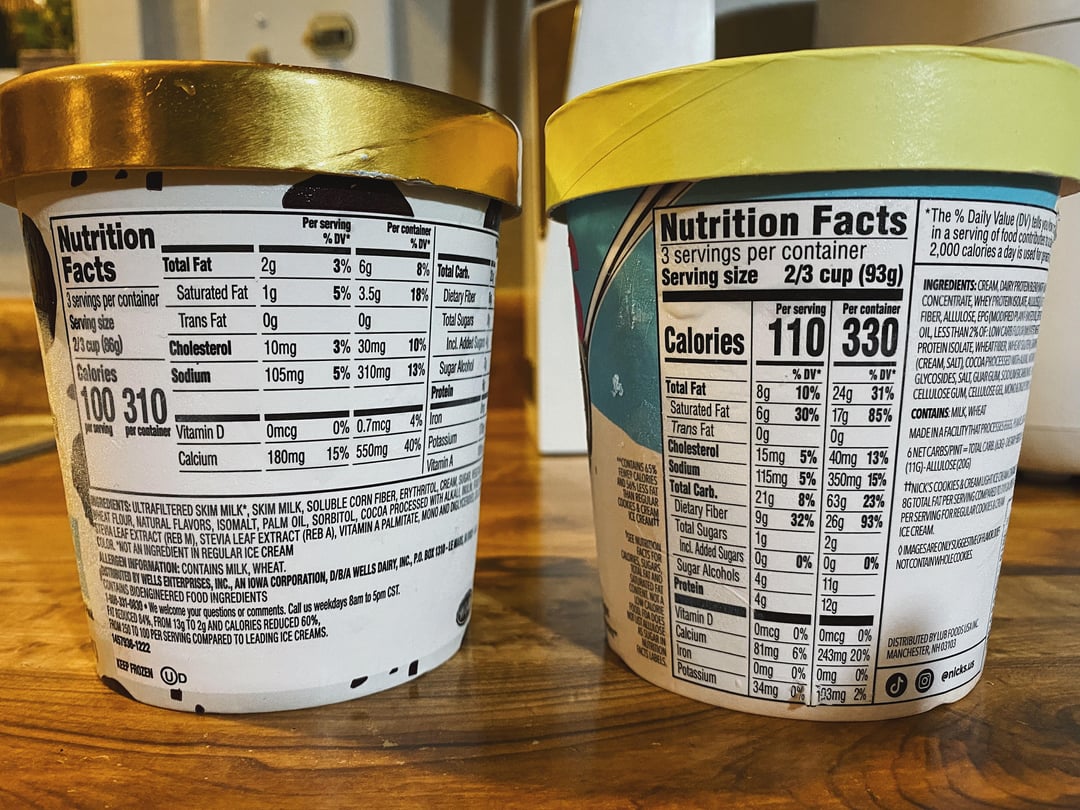 Nutrition
Facts
3 servings per container
Serving size
2/3 cup (86g)
Calories
100 310
per serving per container
Per serving Per container
% DV* % DV*
Total Fat 2g 3% 6g 8%
Saturated Fat 1g 5% 3.5g 18%
Trans Fat 0g 0g
Cholesterol 10mg 3% 30mg 10%
Sodium 105mg 5% 310mg 13%
Vitamin D 0mcg 0% 0.7mcg 4%
Calcium 180mg 15% 550mg 40%
Total Carb.
Dietary Fiber
Total Sugars
Incl. Added
Sugar Alcohol
Protein
Iron
Potassium
Vitamin A
INGREDIENTS: ULTRAFILTERED SKIM MILK*, SKIM MILK, SOLUBLE CORN FIBER, ERYTHRITOL, CREAM, SUGAR,
FLOUR, NATURAL FLAVORS, ISOMALT, PALM OIL, SORBITOL, COCOA PROCESSED WITH ALKALI,
LEAF EXTRACT (REB M), STEVIA LEAF EXTRACT (REB A), VITAMIN A PALMITATE, MONO AND
*NOT AN INGREDIENT IN REGULAR ICE CREAM
ALLERGEN INFORMATION: CONTAINS MILK, WHEAT.
DISTRIBUTED BY WELLS ENTERPRISES, INC., AN IOWA CORPORATION, D/B/A WELLS DAIRY, INC., P.O. BOX 1310 - LE MARS,
CONTAINS BIOENGINEERED FOOD INGREDIENTS
We welcome your questions or comments. Call us weekdays 8am to 5pm CST.
FAT REDUCED 84%, FROM 13g TO 2g AND CALORIES REDUCED 60%,
FROM 250 TO 100 PER SERVING COMPARED TO LEADING ICE CREAMS.
KEEP FROZEN U D
Nutrition Facts
3 servings per container
Serving size 2/3 cup (93g)
Per serving Per container
Calories 110 330
% DV* % DV*
Total Fat 8g 10% 24g 31%
Saturated Fat 6g 30% 17g 85%
Trans Fat 0g 0g
Cholesterol 15mg 5% 40mg 13%
Sodium 115mg 5% 350mg 15%
Total Carb. 21g 8% 63g 23%
Dietary Fiber 9g 32% 26g 93%
Total Sugars 1g 2g
Incl. Added Sugars 0g 0% 0g 0%
Sugar Alcohols 4g 11g
Protein 4g 12g
Vitamin D 0mcg 0% 0mcg 0%
Calcium 81mg 6% 243mg 20%
Iron 0mg 0% 0mg 0%
Potassium 34mg 0% 103mg 2%
*The % Daily Value (DV) tells you
in a serving of food contributes to
2,000 calories a day is used for
INGREDIENTS: CREAM, DAIRY PROTEIN
CONCENTRATE, WHEY PROTEIN ISOLATE,
FIBER, ALLULOSE, EPG (MODIFIED PLANT
OIL, LESS THAN 2% OF:
PROTEIN ISOLATE, WHEAT FIBER,
(CREAM, SALT), COCOA PROCESSED WITH
GLYCOSIDES, SALT, GUAR GUM,
CELLULOSE GUM, CELLULOSE GEL,
CONTAINS: MILK, WHEAT
MADE IN A FACILITY THAT PROCESSES
6 NET CARBS/PINT = TOTAL CARB. (63G)
(11G) - ALLULOSE (20G)
††NICK'S COOKIES & CREAM LIGHT ICE CREAM
8G TOTAL FAT PER SERVING COMPARED
PER SERVING FOR REGULAR COOKIES &
ICE CREAM.
IMAGES ARE ONLY SUGGESTIVE OF
NOT CONTAIN WHOLE COOKIES.
DISTRIBUTED BY LUB FOODS USA INC.
MANCHESTER, NH 03103
@nicks.us
*CONTAINS 65%
FEWER CALORIES
AND 54% LESS FAT
THAN REGULAR
COOKIES & CREAM
ICE CREAM††